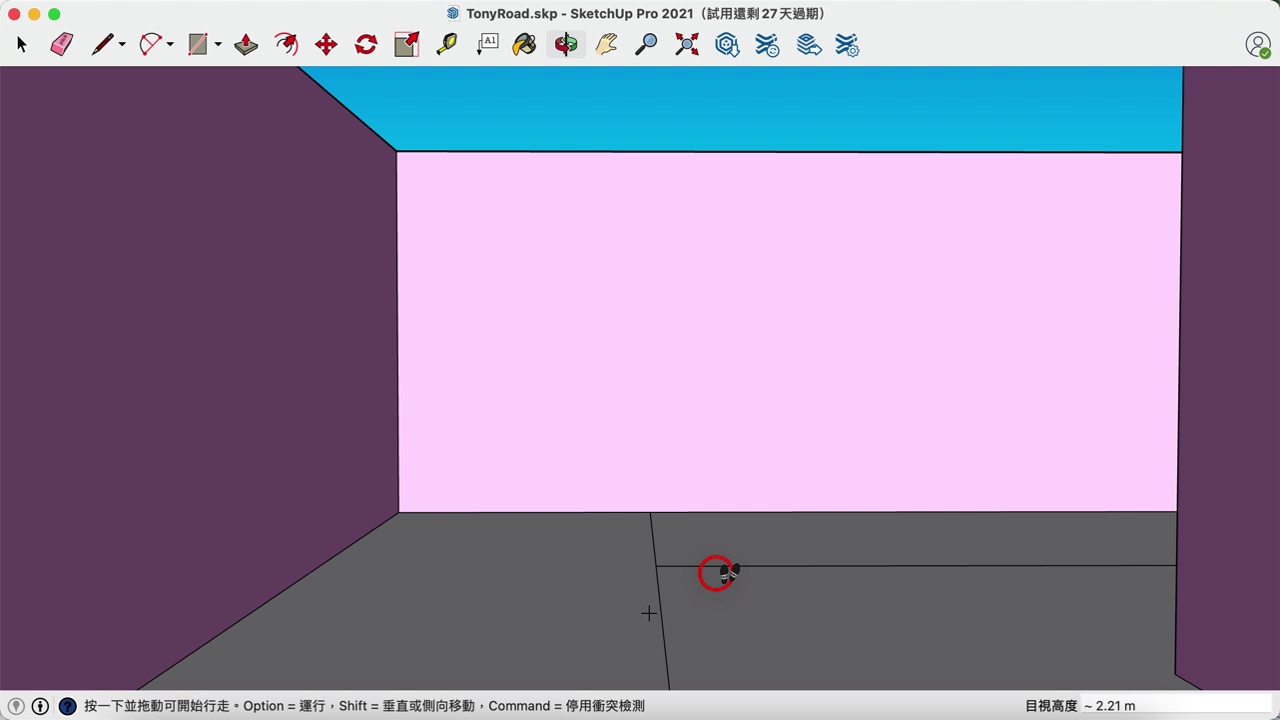 TonyRoad.skp - SketchUp Pro 2021（試用還剩 27 天過期）
A1
按一下並拖動可開始行走。Option = 運行，Shift = 垂直或側向移動，Command = 停用衝突檢測
目視高度 ~ 2.21 m